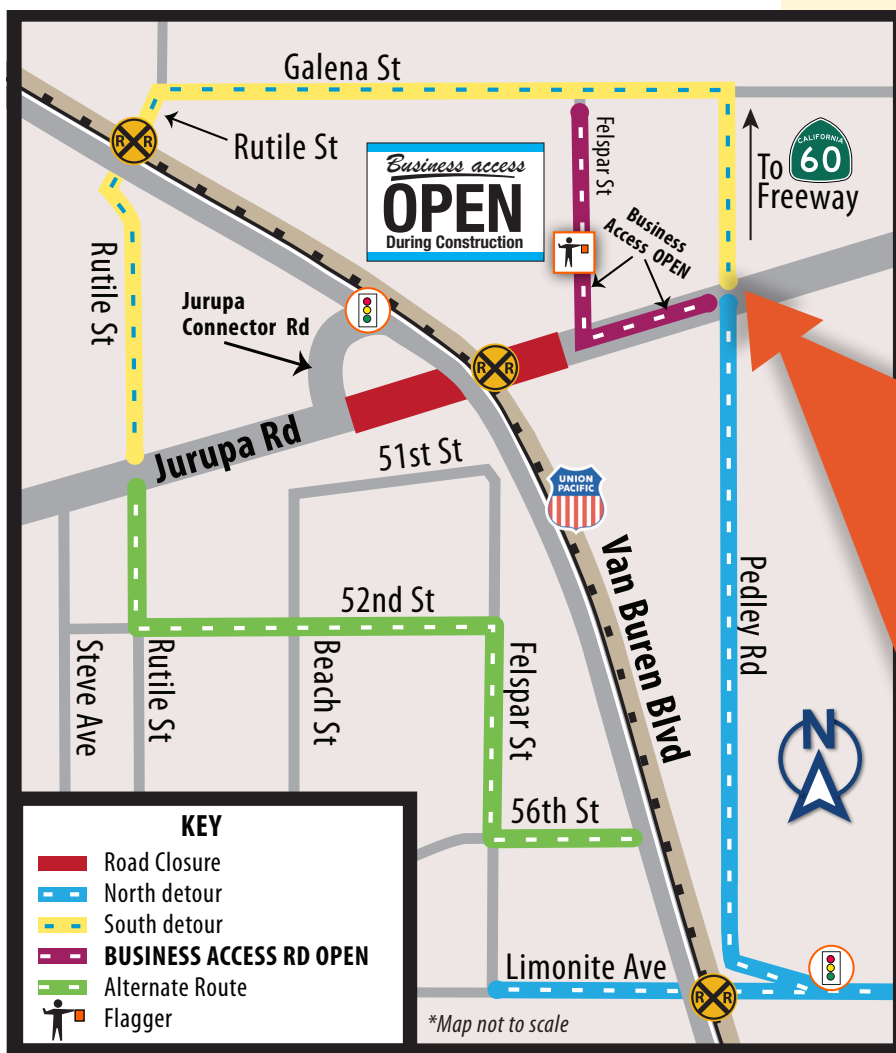 Galena St
R R
Rutile St
Business access
OPEN
During Construction
Felspar St
CALIFORNIA
60
To
Freeway
Business
Access OPEN
Rutile St
Jurupa
Connector Rd
R R
Jurupa Rd
51st St
UNION
PACIFIC
Van Buren Blvd
Pedley Rd
52nd St
Steve Ave
Rutile St
Beach St
Felspar St
N
56th St
KEY
Road Closure
North detour
South detour
BUSINESS ACCESS RD OPEN
Alternate Route
Flagger
Limonite Ave
R R
*Map not to scale